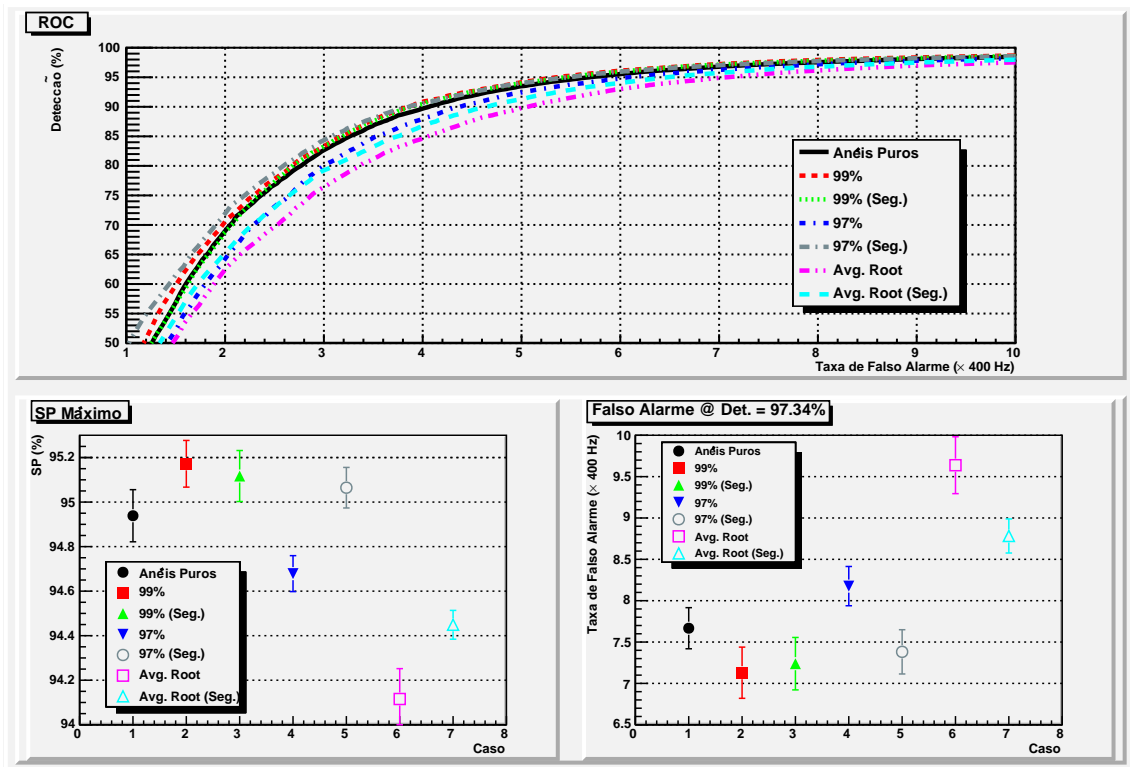 ROC
Detecção (%)
100
95
90
85
80
75
70
65
60
55
50
1 2 3 4 5 6 7 8 9 10
Taxa de Falso Alarme (× 400 Hz)
Anéis Puros
99%
99% (Seg.)
97%
97% (Seg.)
Avg. Root
Avg. Root (Seg.)
SP Máximo
SP (%)
95.2
95
94.8
94.6
94.4
94.2
94
0 1 2 3 4 5 6 7 8
Caso
Anéis Puros
99%
99% (Seg.)
97%
97% (Seg.)
Avg. Root
Avg. Root (Seg.)
Falso Alarme @ Det. = 97.34%
Taxa de Falso Alarme (× 400 Hz)
10
9.5
9
8.5
8
7.5
7
6.5
0 1 2 3 4 5 6 7 8
Caso
Anéis Puros
99%
99% (Seg.)
97%
97% (Seg.)
Avg. Root
Avg. Root (Seg.)